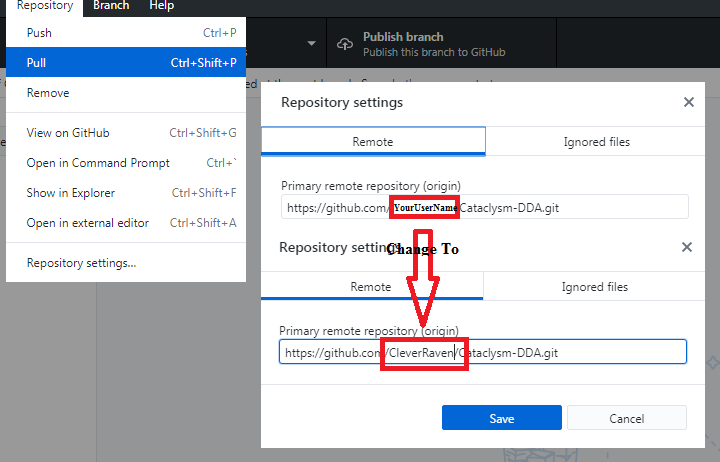 Repository Branch Help
Push Ctrl+P
Pull Ctrl+Shift+P
Remove
View on GitHub Ctrl+Shift+G
Open in Command Prompt Ctrl+`
Show in Explorer Ctrl+Shift+F
Open in external editor Ctrl+Shift+A
Repository settings...
Publish branch
Publish this branch to GitHub
Repository settings
Remote Ignored files
Primary remote repository (origin)
https://github.com/YourUserName/Cataclysm-DDA.git
Repository settings
Change To
Remote Ignored files
Primary remote repository (origin)
https://github.com/CleverRaven/Cataclysm-DDA.git
Save Cancel